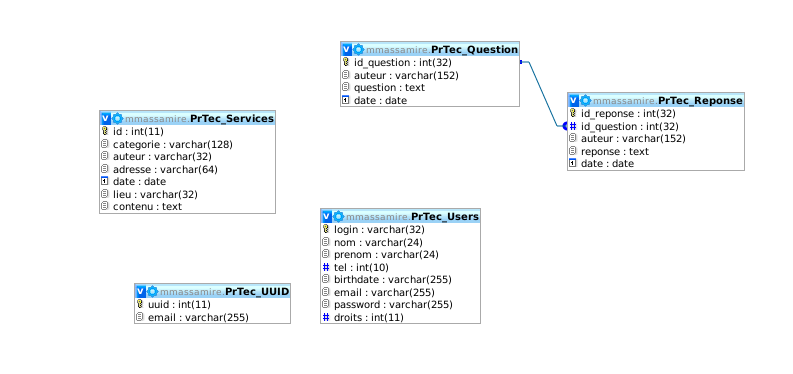 mmassamire.PrTec_Question
id_question : int(32)
auteur : varchar(152)
question : text
date : date
mmassamire.PrTec_Reponse
id_reponse : int(32)
id_question : int(32)
auteur : varchar(152)
reponse : text
date : date
mmassamire.PrTec_Services
id : int(11)
categorie : varchar(128)
auteur : varchar(32)
adresse : varchar(64)
date : date
lieu : varchar(32)
contenu : text
mmassamire.PrTec_Users
login : varchar(32)
nom : varchar(24)
prenom : varchar(24)
tel : int(10)
birthdate : varchar(255)
email : varchar(255)
password : varchar(255)
droits : int(11)
mmassamire.PrTec_UUID
uuid : int(11)
email : varchar(255)